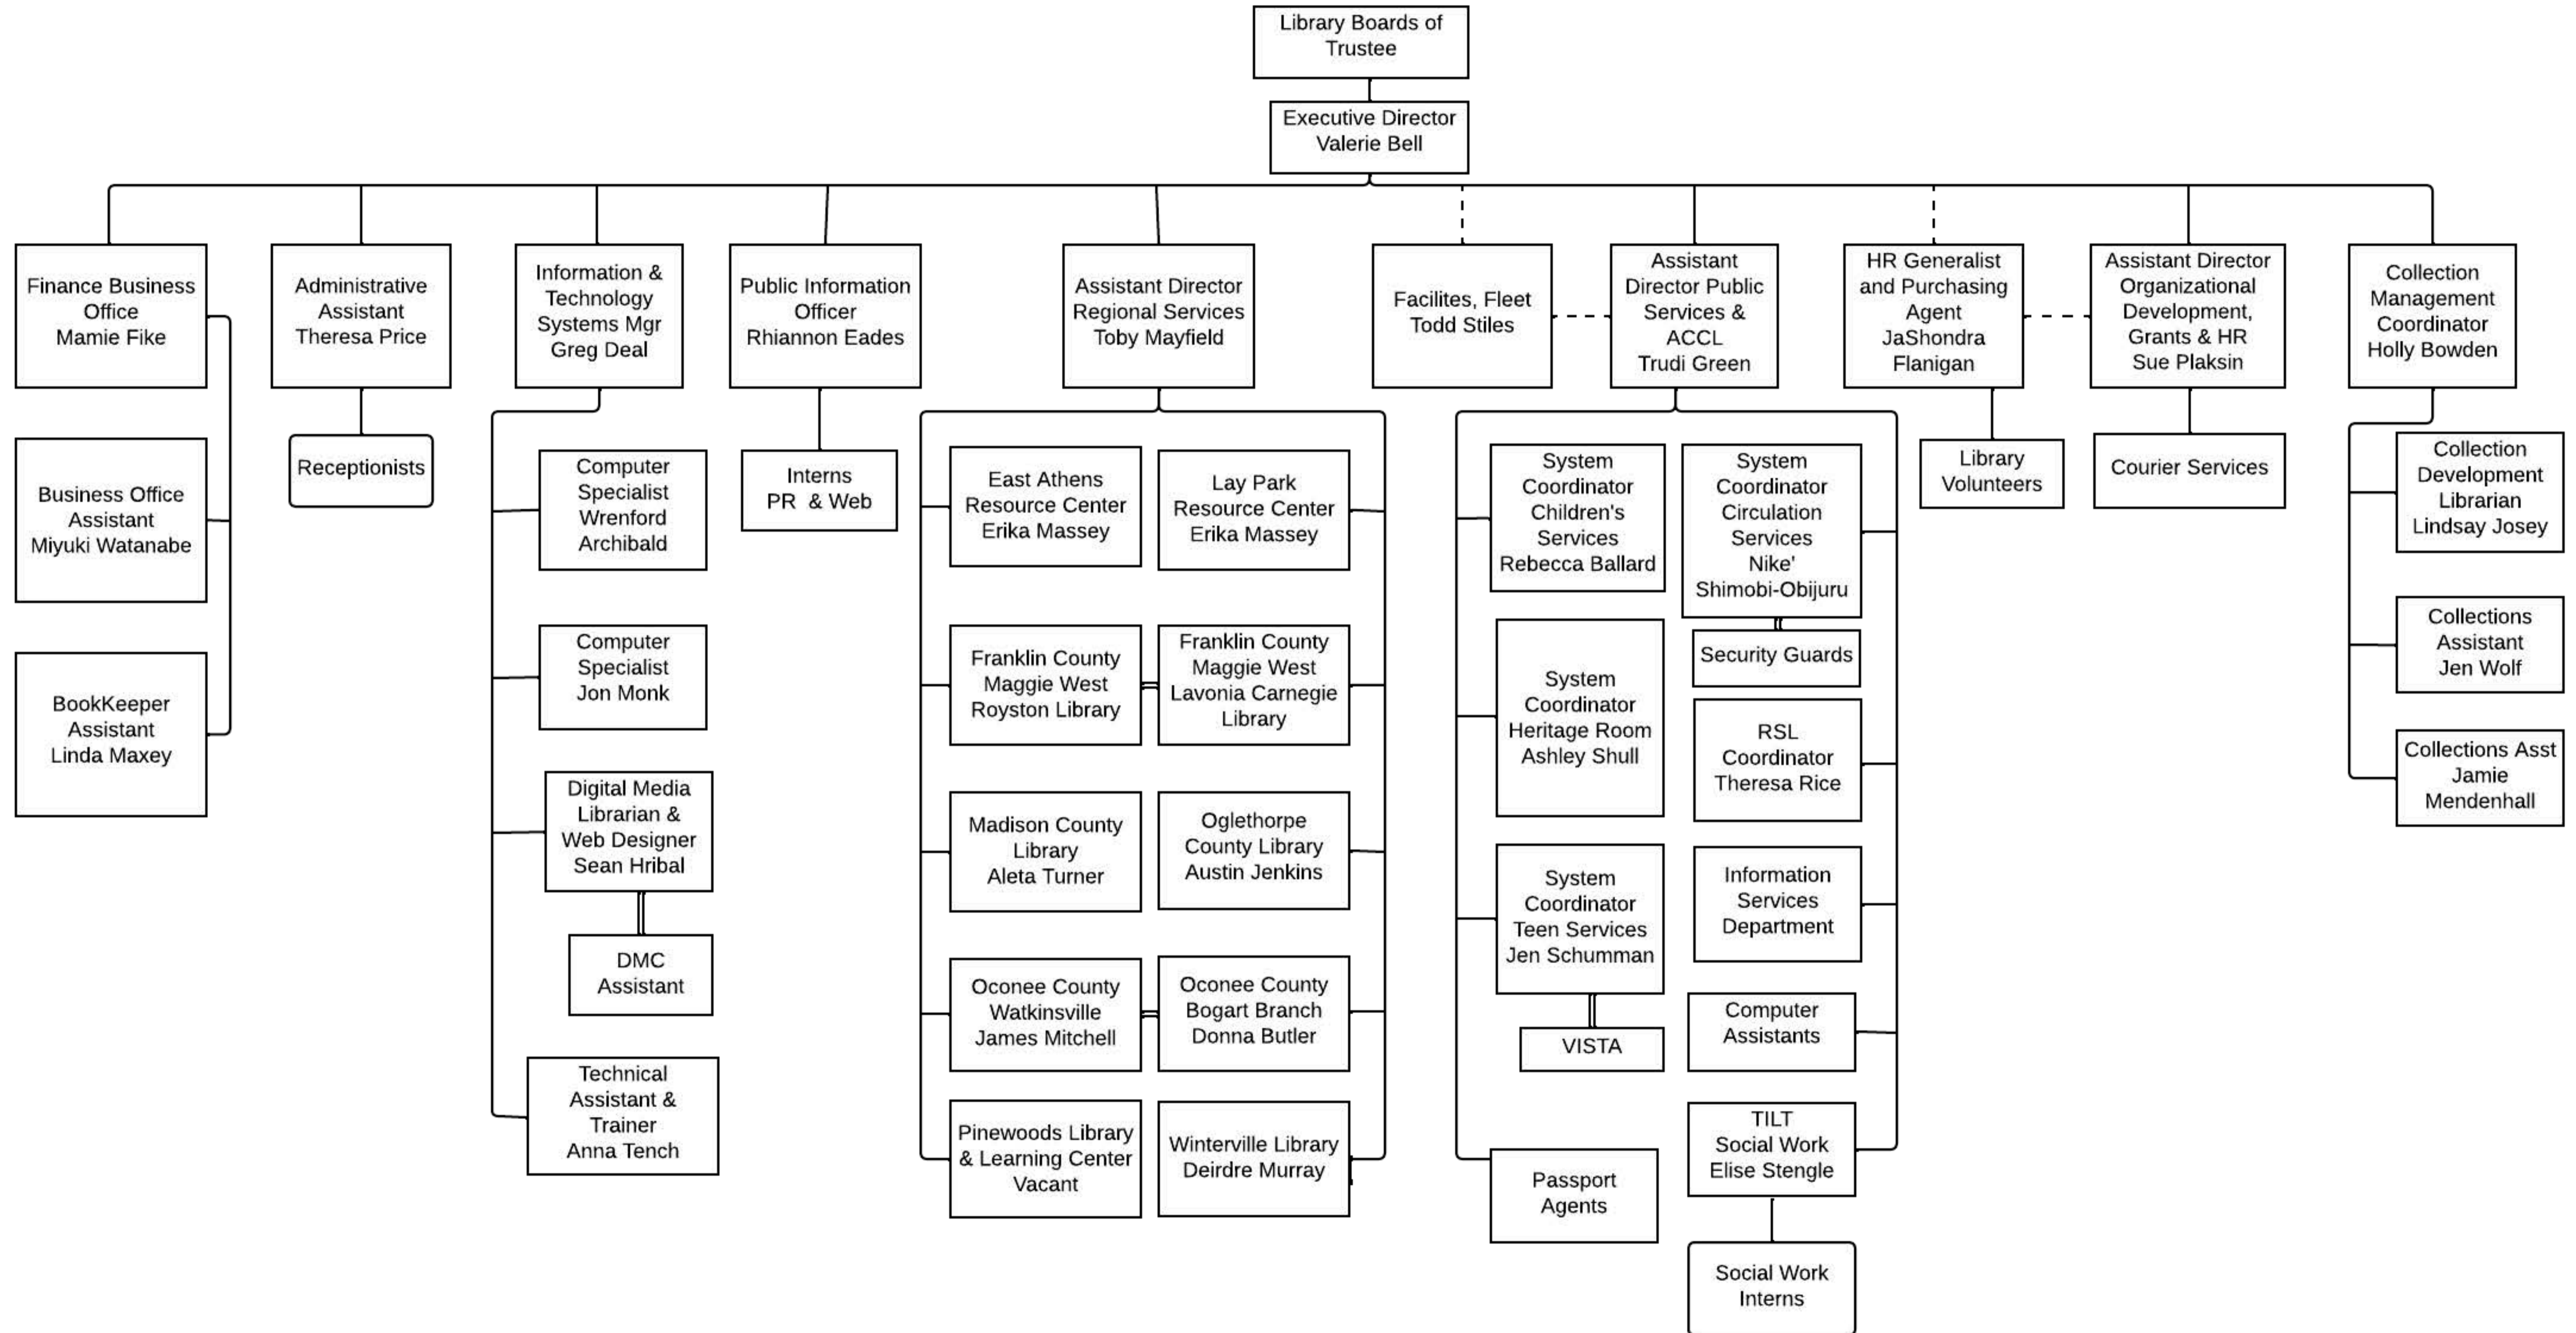 Library Boards of
Trustee
Executive Director
Valerie Bell
Finance Business
Office
Mamie Fike
Administrative
Assistant
Theresa Price
Information &
Technology
Systems Mgr
Greg Deal
Public Information
Officer
Rhiannon Eades
Assistant Director
Regional Services
Toby Mayfield
Facilites, Fleet
Todd Stiles
Assistant
Director Public
Services &
ACCL
Trudi Green
HR Generalist
and Purchasing
Agent
JaShondra
Flanigan
Assistant Director
Organizational
Development,
Grants & HR
Sue Plaksin
Collection
Management
Coordinator
Holly Bowden
Business Office
Assistant
Miyuki Watanabe
BookKeeper
Assistant
Linda Maxey
Receptionists
Computer
Specialist
Wrenford
Archibald
Computer
Specialist
Jon Monk
Digital Media
Librarian &
Web Designer
Sean Hribal
DMC
Assistant
Technical
Assistant &
Trainer
Anna Tench
Interns
PR & Web
East Athens
Resource Center
Erika Massey
Lay Park
Resource Center
Erika Massey
Franklin County
Maggie West
Royston Library
Franklin County
Maggie West
Lavonia Carnegie
Library
Madison County
Library
Aleta Turner
Oglethorpe
County Library
Austin Jenkins
Oconee County
Watkinsville
James Mitchell
Oconee County
Bogart Branch
Donna Butler
Pinewoods Library
& Learning Center
Vacant
Winterville Library
Deirdre Murray
System
Coordinator
Children's
Services
Rebecca Ballard
System
Coordinator
Circulation
Services
Nike'
Shimobi-Obijuru
Security Guards
System
Coordinator
Heritage Room
Ashley Shull
RSL
Coordinator
Theresa Rice
System
Coordinator
Teen Services
Jen Schumman
VISTA
Information
Services
Department
Computer
Assistants
Passport
Agents
TILT
Social Work
Elise Stengle
Social Work
Interns
Library
Volunteers
Courier Services
Collection
Development
Librarian
Lindsay Josey
Collections
Assistant
Jen Wolf
Collections Asst
Jamie
Mendenhall